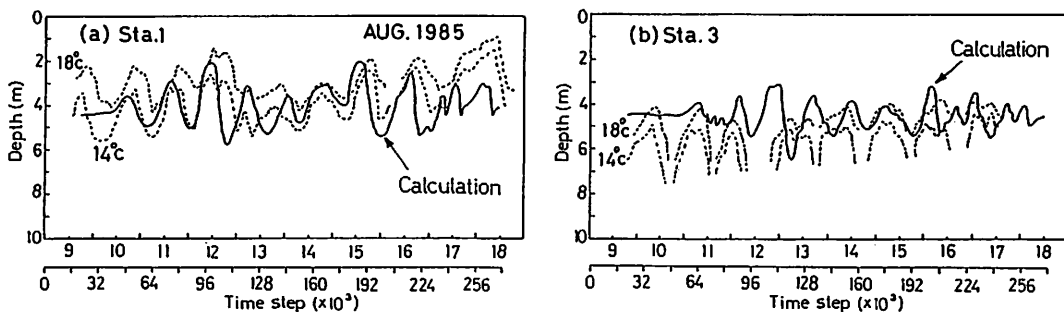 (a) Sta.1 AUG. 1985
18°c
14°c
Calculation
Depth (m)
0
2
4
6
8
10
9 10 11 12 13 14 15 16 17 18
0 32 64 96 128 160 192 224 256
Time step (×10³)
(b) Sta. 3
Calculation
18°c
14°c
Depth (m)
0
2
4
6
8
10
9 10 11 12 13 14 15 16 17 18
0 32 64 96 128 160 192 224 256
Time step (×10³)